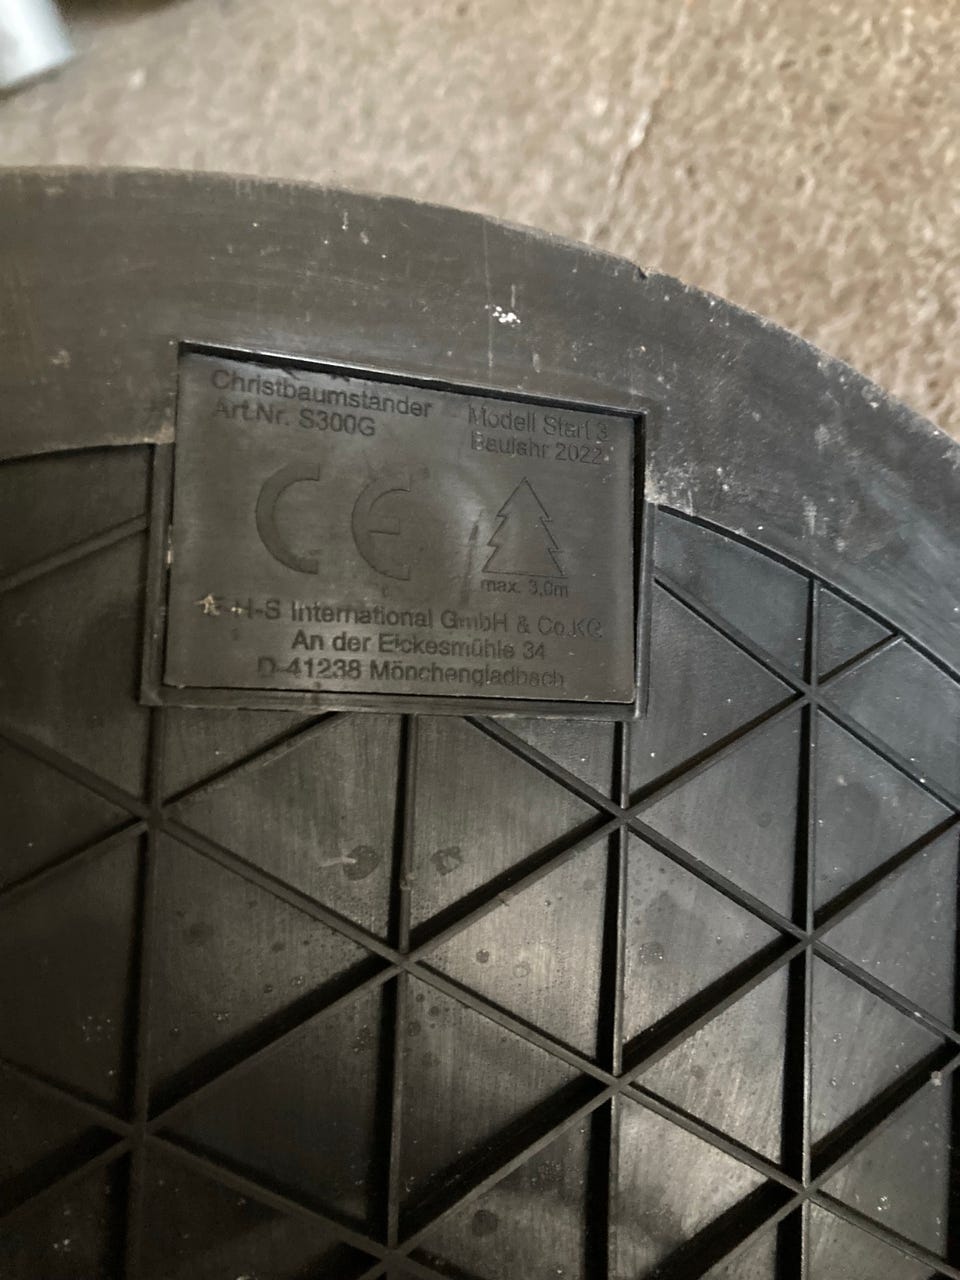 Christbaumständer
Art.Nr. S300G
Modell Start 3
Baujahr 2022
CE
max. 3,0m
F-H-S International GmbH & Co.KG
An der Eickesmühle 34
D-41238 Mönchengladbach